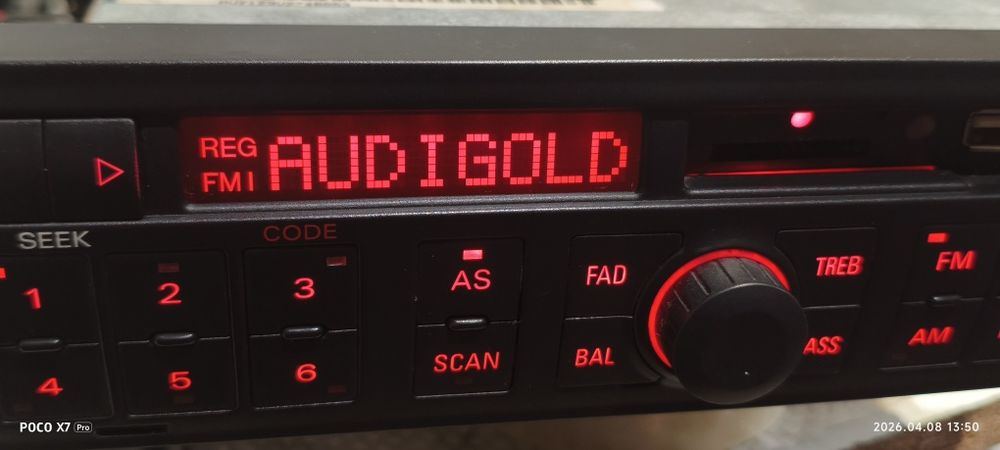 REG
FM I
AUDIGOLD
SEEK
CODE
1
2
3
AS
FAD
TREB
FM
4
5
6
SCAN
BAL
ASS
AM
POCO X7 Pro
2026.04.08 13:50